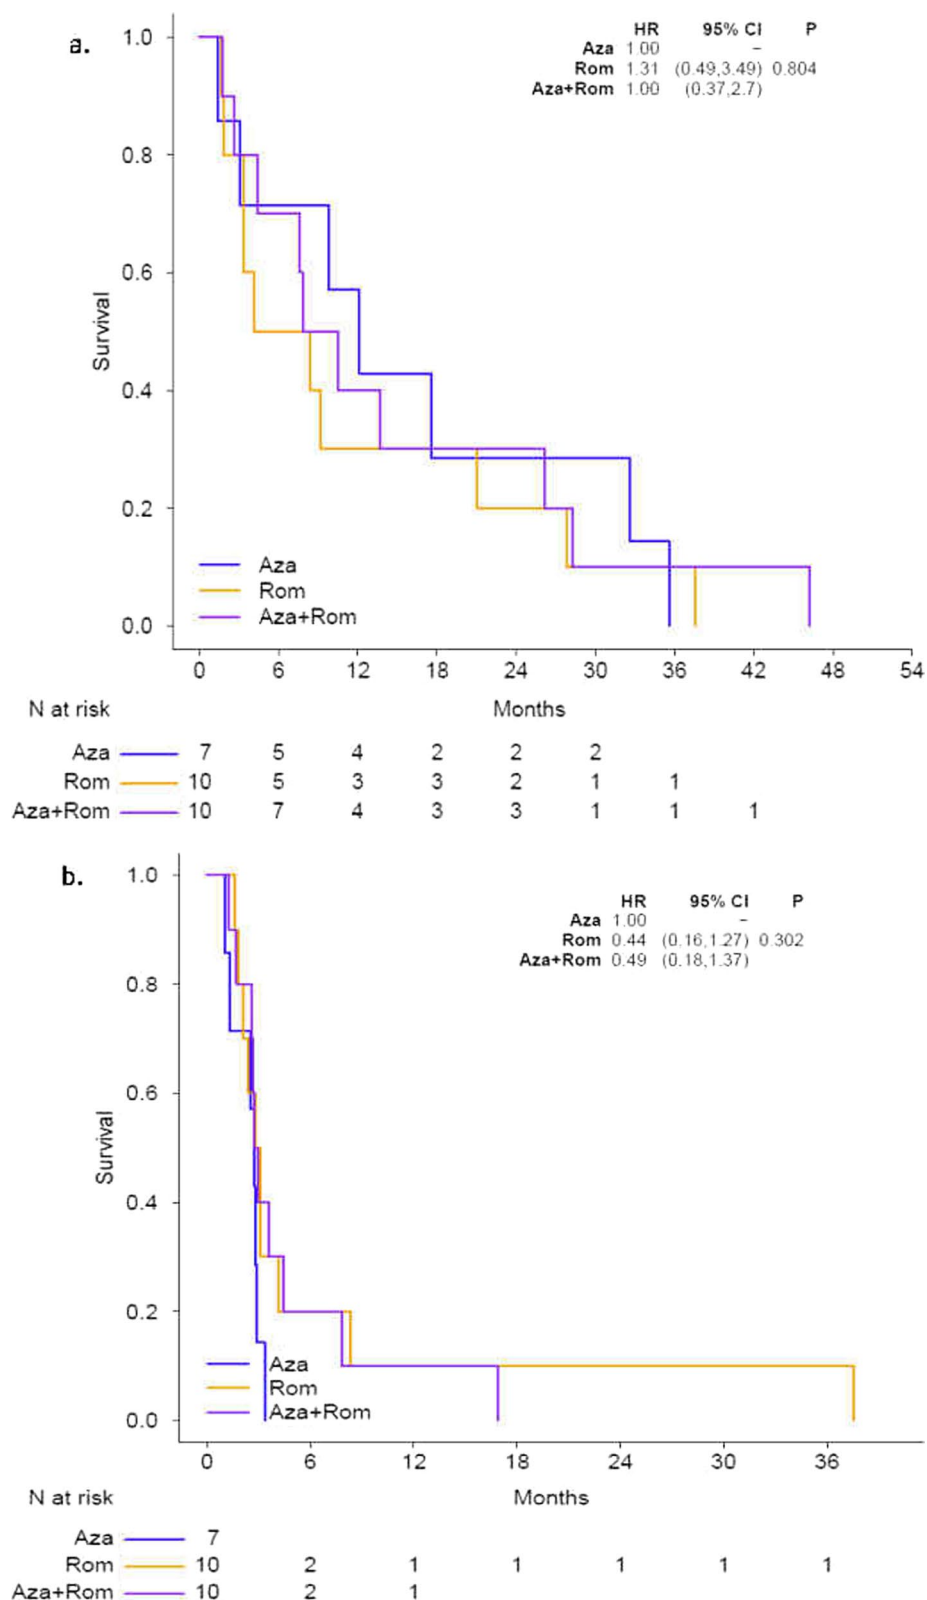 a.
HR 95% CI P
Aza 1.00 –
Rom 1.31 (0.49,3.49) 0.804
Aza+Rom 1.00 (0.37,2.7)
1.0
0.8
0.6
0.4
0.2
0.0
Survival
Aza
Rom
Aza+Rom
0 6 12 18 24 30 36 42 48 54
N at risk Months
Aza 7 5 4 2 2 2
Rom 10 5 3 3 2 1 1
Aza+Rom 10 7 4 3 3 1 1 1
b.
HR 95% CI P
Aza 1.00 –
Rom 0.44 (0.16,1.27) 0.302
Aza+Rom 0.49 (0.18,1.37)
1.0
0.8
0.6
0.4
0.2
0.0
Survival
Aza
Rom
Aza+Rom
0 6 12 18 24 30 36
N at risk Months
Aza 7
Rom 10 2 1 1 1 1 1
Aza+Rom 10 2 1